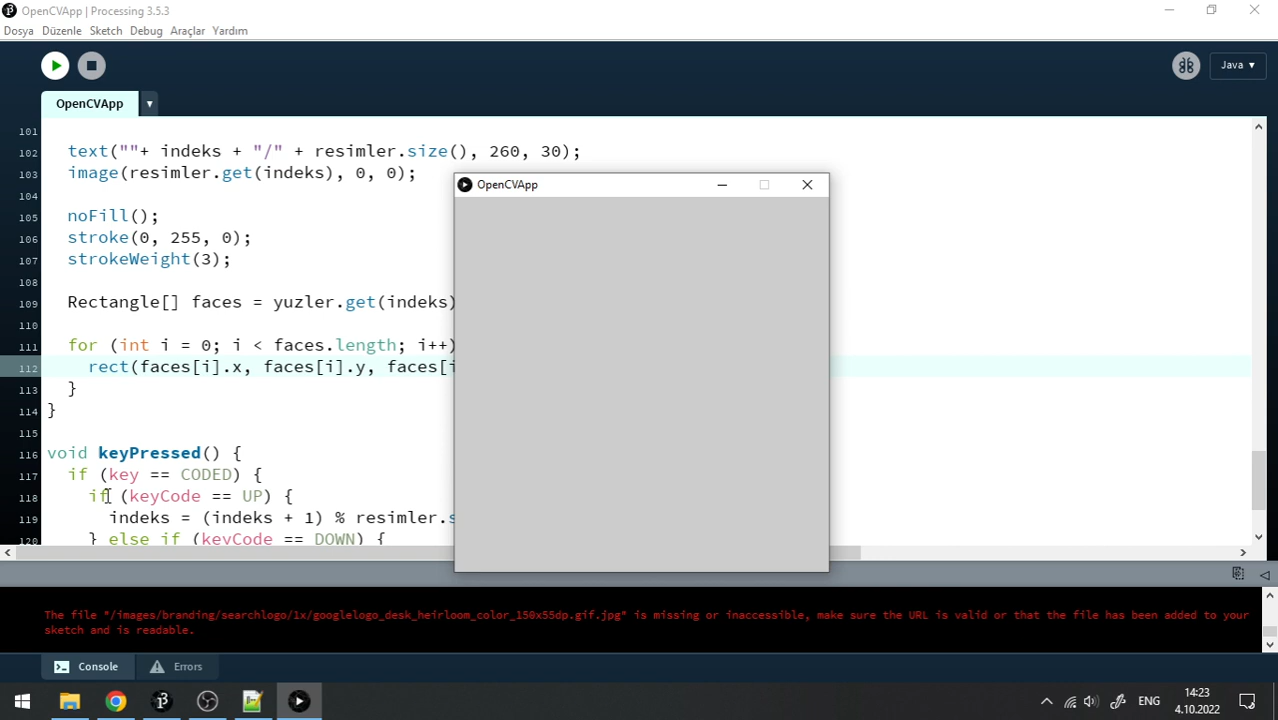 OpenCVApp | Processing 3.5.3
Dosya Düzenle Sketch Debug Araçlar Yardım
Java ▾
OpenCVApp ▾
101
102 text(""+ indeks + "/" + resimler.size(), 260, 30);
103 image(resimler.get(indeks), 0, 0);
104
105 noFill();
106 stroke(0, 255, 0);
107 strokeWeight(3);
108
109 Rectangle[] faces = yuzler.get(indeks)
110
111 for (int i = 0; i < faces.length; i++)
112 rect(faces[i].x, faces[i].y, faces[i
113 }
114 }
115
116 void keyPressed() {
117 if (key == CODED) {
118 if (keyCode == UP) {
119 indeks = (indeks + 1) % resimler.s
120 } else if (keyCode == DOWN) {
OpenCVApp
The file "/images/branding/searchlogo/1x/googlelogo_desk_heirloom_color_150x55dp.gif.jpg" is missing or inaccessible, make sure the URL is valid or that the file has been added to your
sketch and is readable.
Console Errors
ENG
14:23
4.10.2022